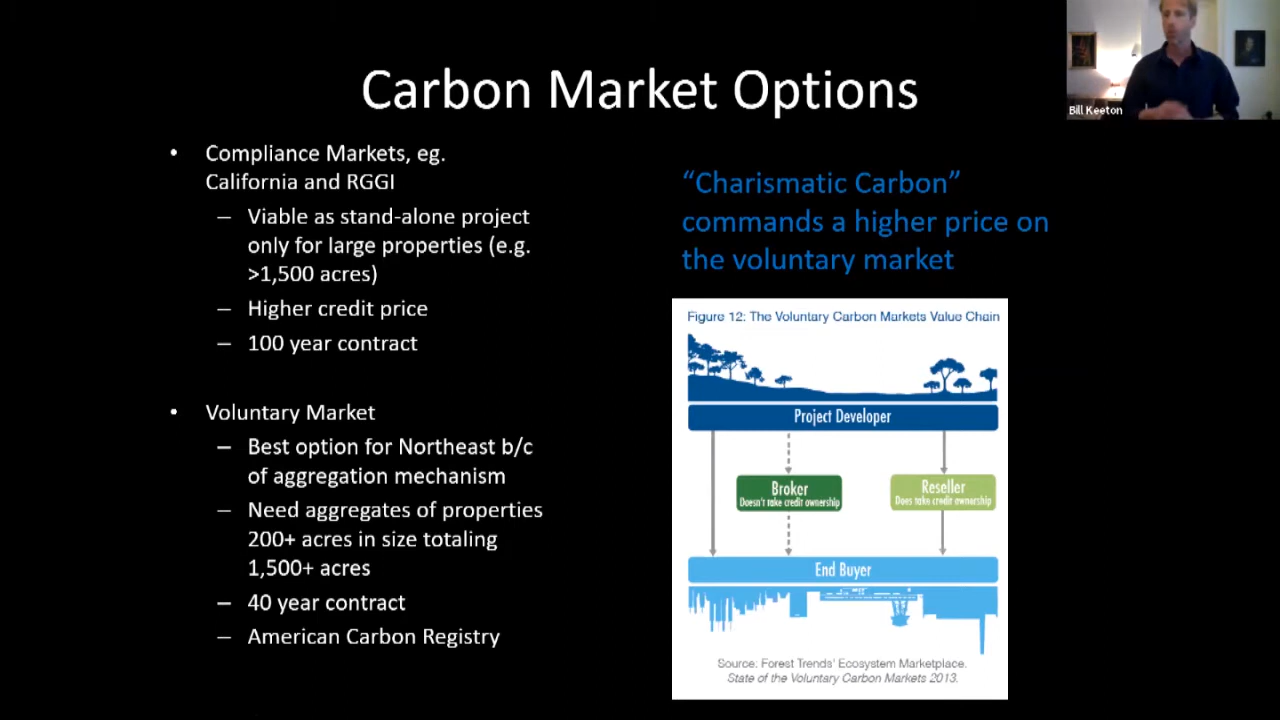 Carbon Market Options
Bill Keeton
• Compliance Markets, eg.
California and RGGI
– Viable as stand-alone project
only for large properties (e.g.
>1,500 acres)
– Higher credit price
– 100 year contract
• Voluntary Market
– Best option for Northeast b/c
of aggregation mechanism
– Need aggregates of properties
200+ acres in size totaling
1,500+ acres
– 40 year contract
– American Carbon Registry
“Charismatic Carbon”
commands a higher price on
the voluntary market
Figure 12: The Voluntary Carbon Markets Value Chain
Project Developer
Broker
Doesn't take credit ownership
Reseller
Does take credit ownership
End Buyer
Source: Forest Trends' Ecosystem Marketplace.
State of the Voluntary Carbon Markets 2013.